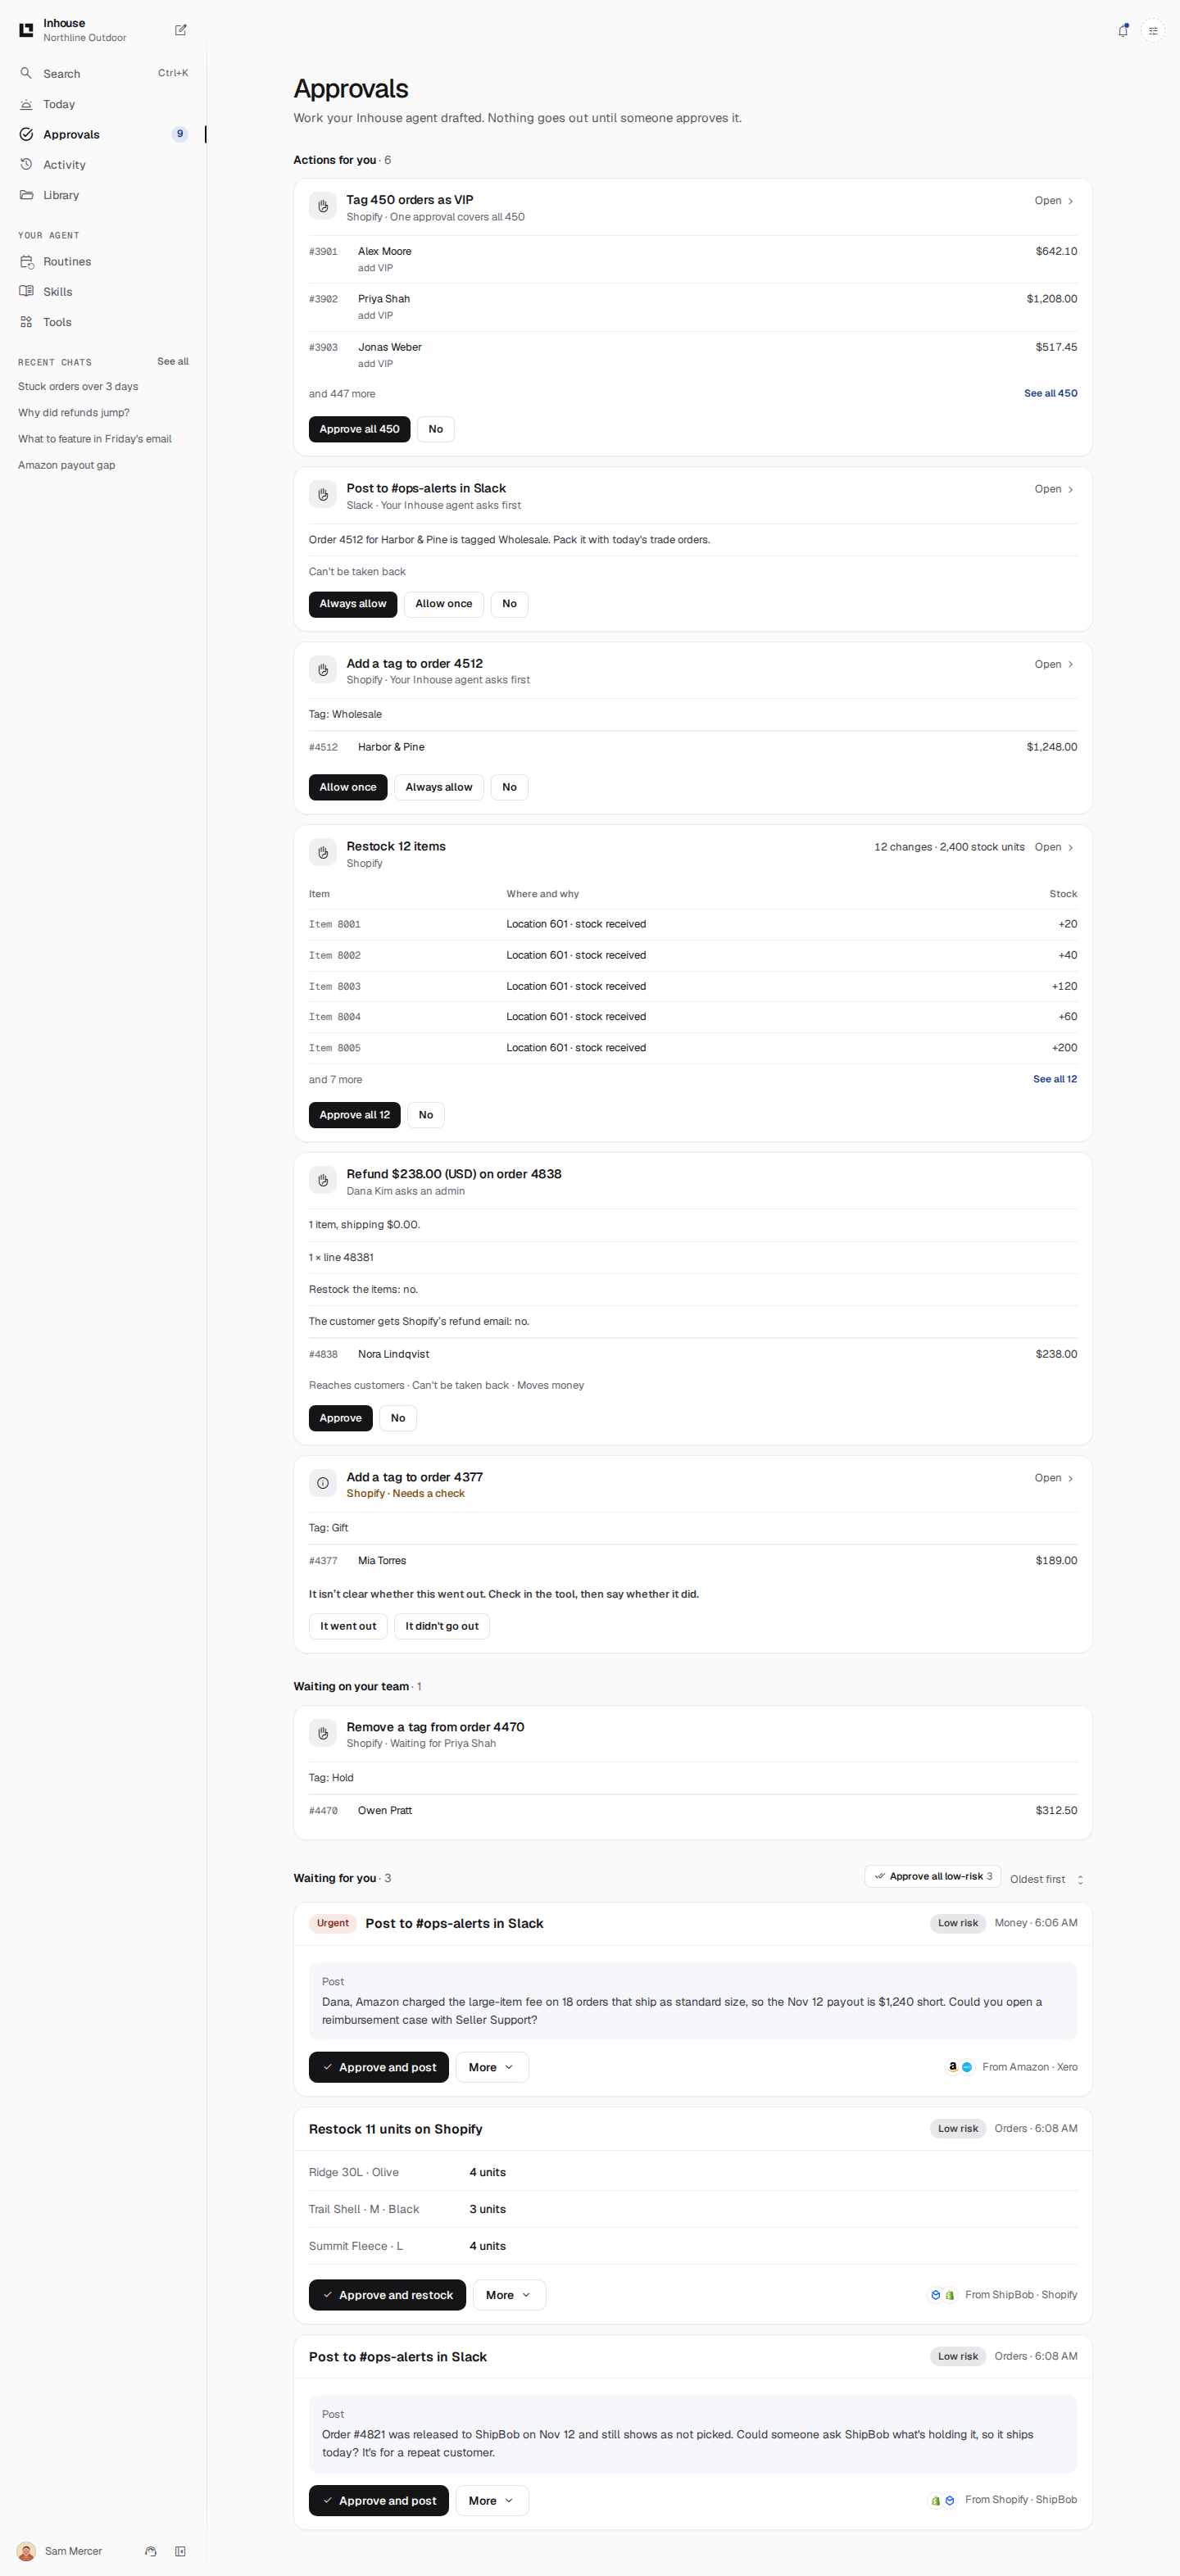 Inhouse
Northline Outdoor
Search Ctrl+K
Today
Approvals 9
Activity
Library
YOUR AGENT
Routines
Skills
Tools
RECENT CHATS See all
Stuck orders over 3 days
Why did refunds jump?
What to feature in Friday's email
Amazon payout gap
Sam Mercer
Approvals
Work your Inhouse agent drafted. Nothing goes out until someone approves it.
Actions for you · 6
Tag 450 orders as VIP
Open
Shopify · One approval covers all 450
#3901 Alex Moore $642.10
add VIP
#3902 Priya Shah $1,208.00
add VIP
#3903 Jonas Weber $517.45
add VIP
and 447 more See all 450
Approve all 450 No
Post to #ops-alerts in Slack
Open
Slack · Your Inhouse agent asks first
Order 4512 for Harbor & Pine is tagged Wholesale. Pack it with today's trade orders.
Can't be taken back
Always allow Allow once No
Add a tag to order 4512
Open
Shopify · Your Inhouse agent asks first
Tag: Wholesale
#4512 Harbor & Pine $1,248.00
Allow once Always allow No
Restock 12 items
12 changes · 2,400 stock units Open
Shopify
Item Where and why Stock
Item 8001 Location 601 · stock received +20
Item 8002 Location 601 · stock received +40
Item 8003 Location 601 · stock received +120
Item 8004 Location 601 · stock received +60
Item 8005 Location 601 · stock received +200
and 7 more See all 12
Approve all 12 No
Refund $238.00 (USD) on order 4838
Dana Kim asks an admin
1 item, shipping $0.00.
1 × line 48381
Restock the items: no.
The customer gets Shopify's refund email: no.
#4838 Nora Lindqvist $238.00
Reaches customers · Can't be taken back · Moves money
Approve No
Add a tag to order 4377
Open
Shopify · Needs a check
Tag: Gift
#4377 Mia Torres $189.00
It isn't clear whether this went out. Check in the tool, then say whether it did.
It went out It didn't go out
Waiting on your team · 1
Remove a tag from order 4470
Shopify · Waiting for Priya Shah
Tag: Hold
#4470 Owen Pratt $312.50
Waiting for you · 3
Approve all low-risk 3 Oldest first
Urgent Post to #ops-alerts in Slack Low risk Money · 6:06 AM
Post
Dana, Amazon charged the large-item fee on 18 orders that ship as standard size, so the Nov 12 payout is $1,240 short. Could you open a
reimbursement case with Seller Support?
Approve and post More From Amazon · Xero
Restock 11 units on Shopify Low risk Orders · 6:08 AM
Ridge 30L · Olive 4 units
Trail Shell · M · Black 3 units
Summit Fleece · L 4 units
Approve and restock More From ShipBob · Shopify
Post to #ops-alerts in Slack Low risk Orders · 6:08 AM
Post
Order #4821 was released to ShipBob on Nov 12 and still shows as not picked. Could someone ask ShipBob what's holding it, so it ships
today? It's for a repeat customer.
Approve and post More From Shopify · ShipBob